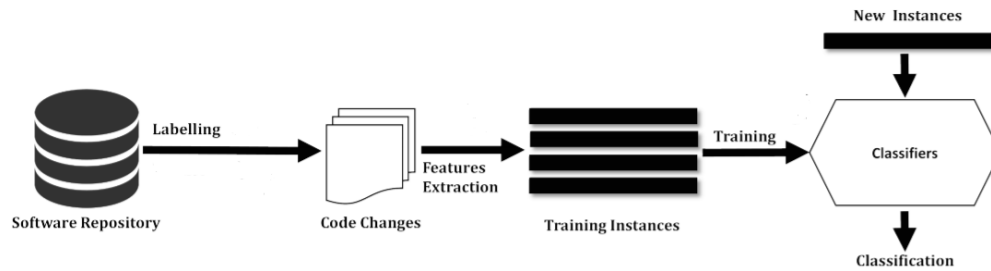 New Instances
Labelling
Training
Classifiers
Features
Extraction
Software Repository
Code Changes
Training Instances
Classification